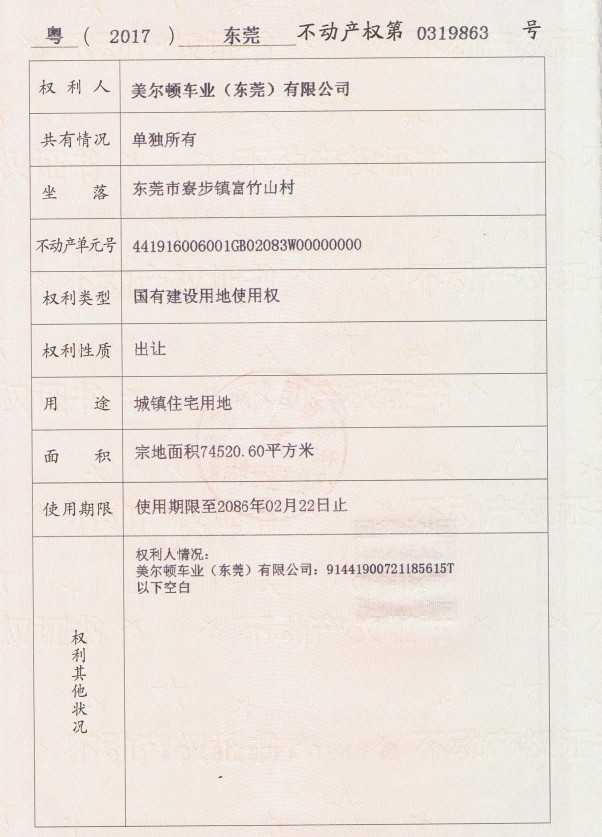 粤（2017）东莞 不动产权第 0319863 号
权利人 美尔顿车业（东莞）有限公司
共有情况 单独所有
坐落 东莞市寮步镇富竹山村
不动产单元号 441916006001GB02083W00000000
权利类型 国有建设用地使用权
权利性质 出让
用途 城镇住宅用地
面积 宗地面积74520.60平方米
使用期限 使用期限至2086年02月22日止
权利其他状况
权利人情况：
美尔顿车业（东莞）有限公司：91441900721185615T
以下空白